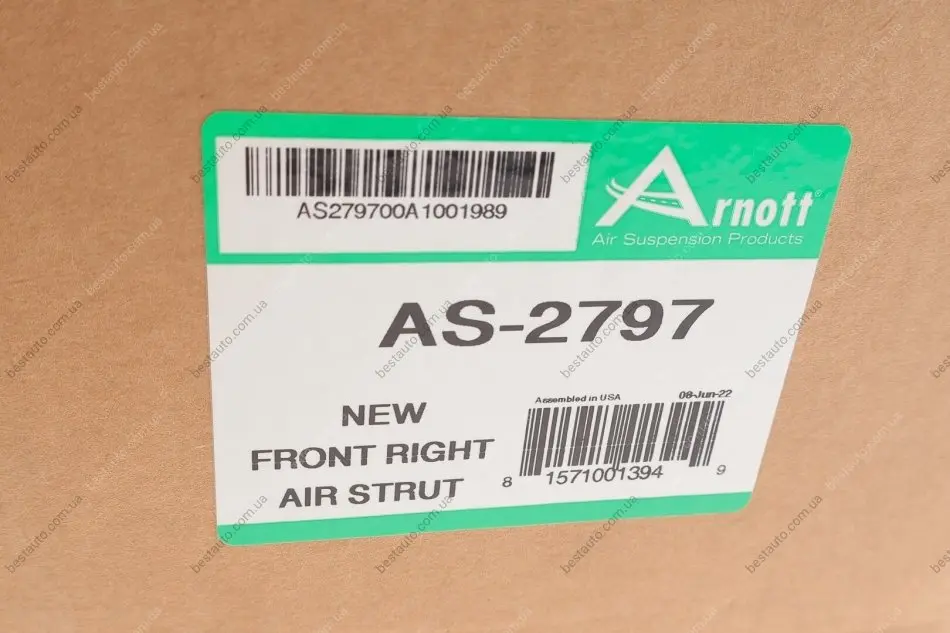 AS279700A1001989
Arnott®
Air Suspension Products
AS-2797
NEW
FRONT RIGHT
AIR STRUT
Assembled in USA 08-Jun-22
8 1571001394 9
bestauto.com.ua